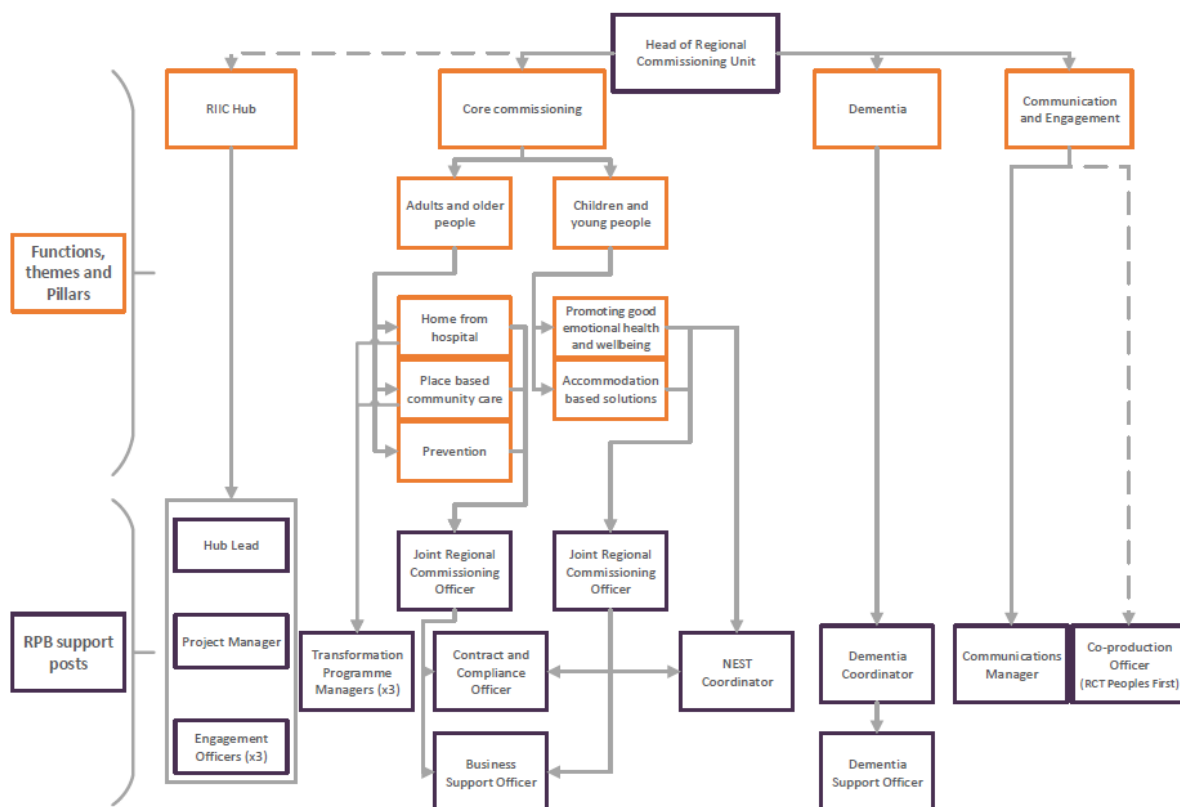 Head of Regional
Commissioning Unit
RIIC Hub
Core commissioning
Dementia
Communication
and Engagement
Adults and older
people
Children and
young people
Functions,
themes and
Pillars
Home from
hospital
Promoting good
emotional health
and wellbeing
Place based
community care
Accommodation
based solutions
Prevention
Hub Lead
Joint Regional
Commissioning
Officer
Joint Regional
Commissioning
Officer
RPB support
posts
Project Manager
Transformation
Programme
Managers (x3)
Contract and
Compliance
Officer
NEST
Coordinator
Dementia
Coordinator
Communications
Manager
Co-production
Officer
(RCT Peoples First)
Engagement
Officers (x3)
Business
Support Officer
Dementia
Support Officer